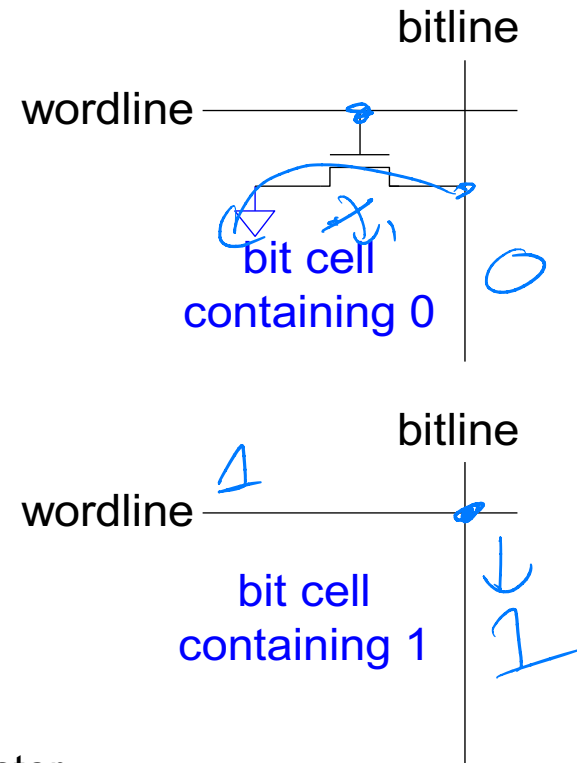 bitline
wordline
bit cell
containing 0
0
bitline
1
wordline
bit cell
containing 1
1